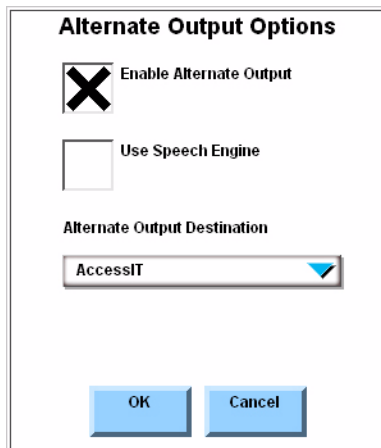 Alternate Output Options
Enable Alternate Output
Use Speech Engine
Alternate Output Destination
AccessIT
OK
Cancel